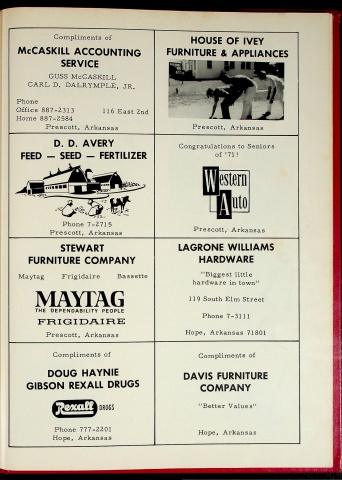 Compliments of
McCASKILL ACCOUNTING
SERVICE
GUSS McCASKILL
CARL D. DALRYMPLE, JR.
Phone
Office 887-2313 116 East 2nd
Home 887-2584
Prescott, Arkansas
HOUSE OF IVEY
FURNITURE & APPLIANCES
Prescott, Arkansas
D. D. AVERY
FEED — SEED — FERTILIZER
Phone 7-2715
Prescott, Arkansas
Congratulations to Seniors
of '71!
Western
Auto
Prescott, Arkansas
STEWART
FURNITURE COMPANY
Maytag Frigidaire Bassette
MAYTAG
THE DEPENDABILITY PEOPLE
FRIGIDAIRE
Prescott, Arkansas
LAGRONE WILLIAMS
HARDWARE
"Biggest little
hardware in town"
119 South Elm Street
Phone 7-3111
Hope, Arkansas 71801
Compliments of
DOUG HAYNIE
GIBSON REXALL DRUGS
Rexall DRUGS
Phone 777-2201
Hope, Arkansas
Compliments of
DAVIS FURNITURE
COMPANY
"Better Values"
Hope, Arkansas